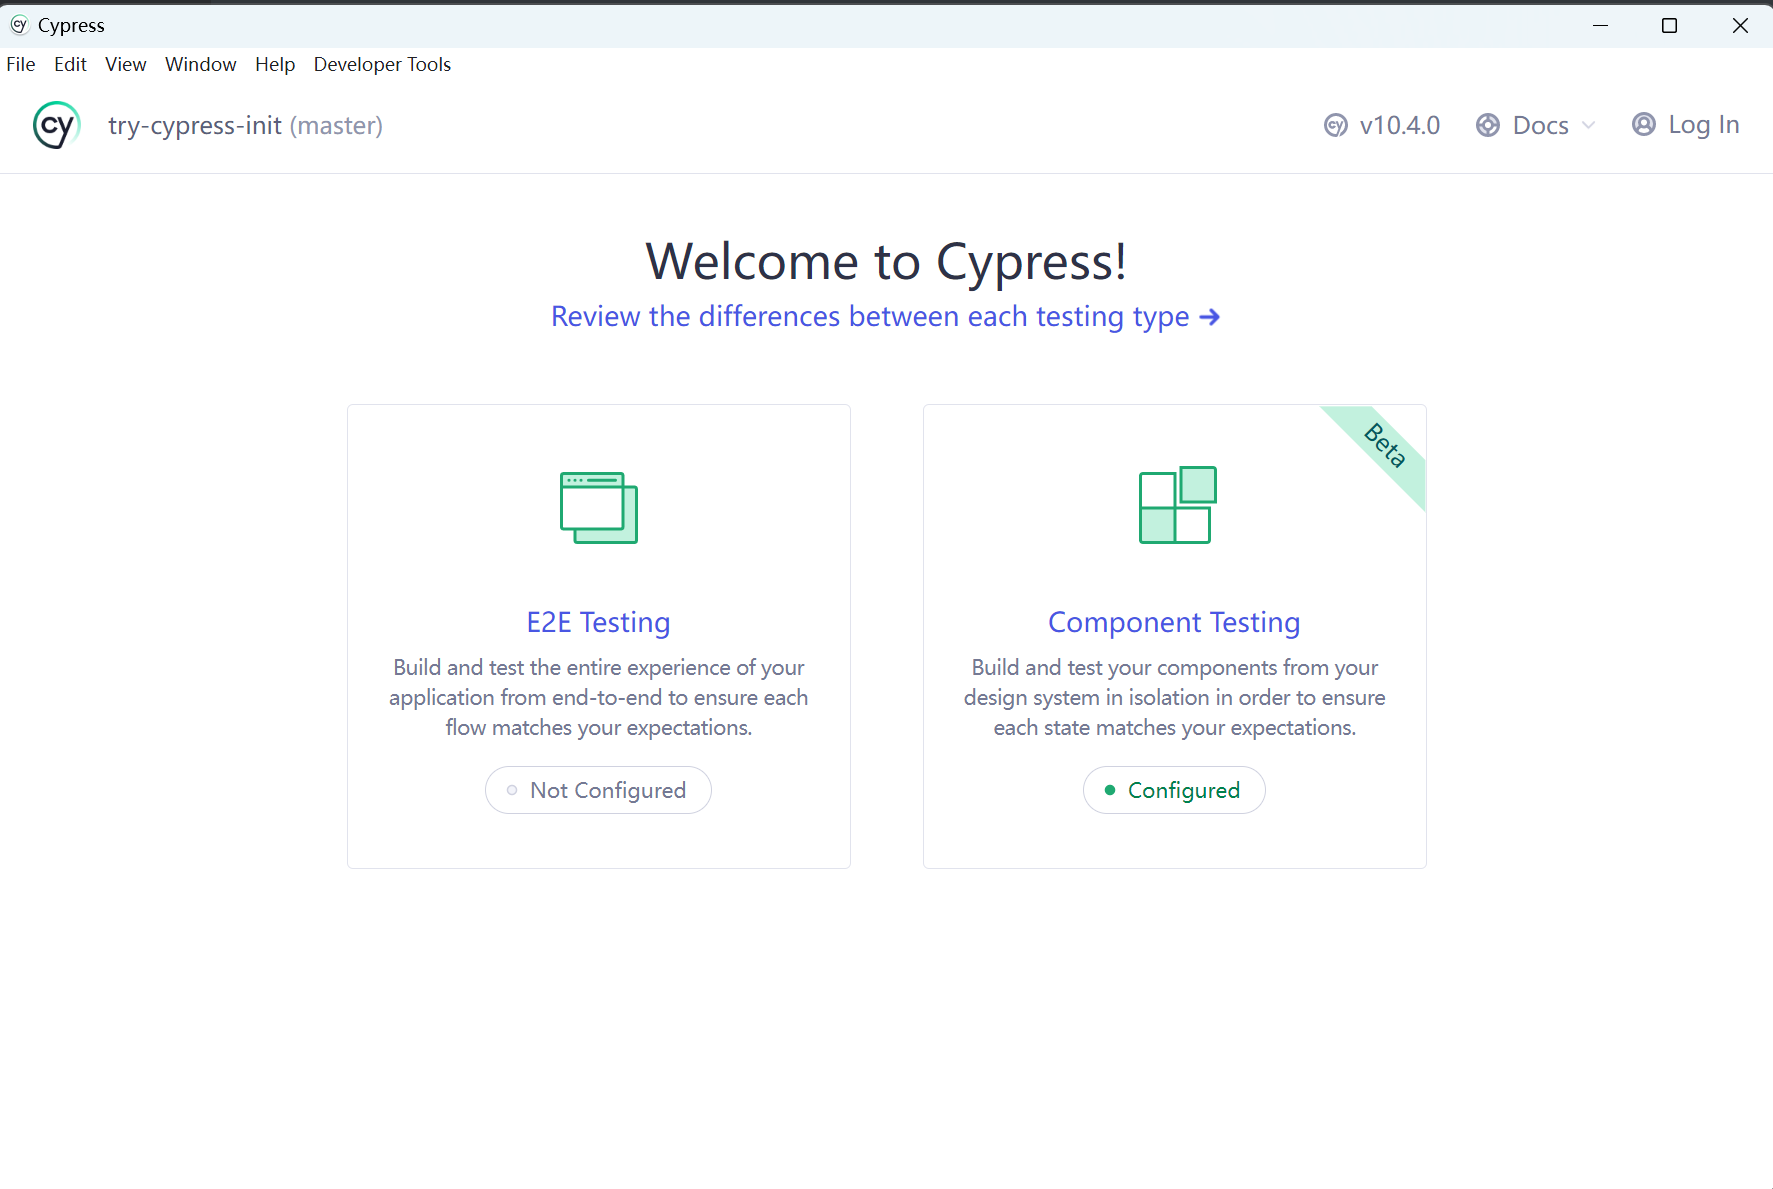 cy Cypress
File Edit View Window Help Developer Tools
cy try-cypress-init (master) cy v10.4.0 Docs Log In
Welcome to Cypress!
Review the differences between each testing type →
Beta
E2E Testing
Build and test the entire experience of your
application from end-to-end to ensure each
flow matches your expectations.
Not Configured
Component Testing
Build and test your components from your
design system in isolation in order to ensure
each state matches your expectations.
Configured